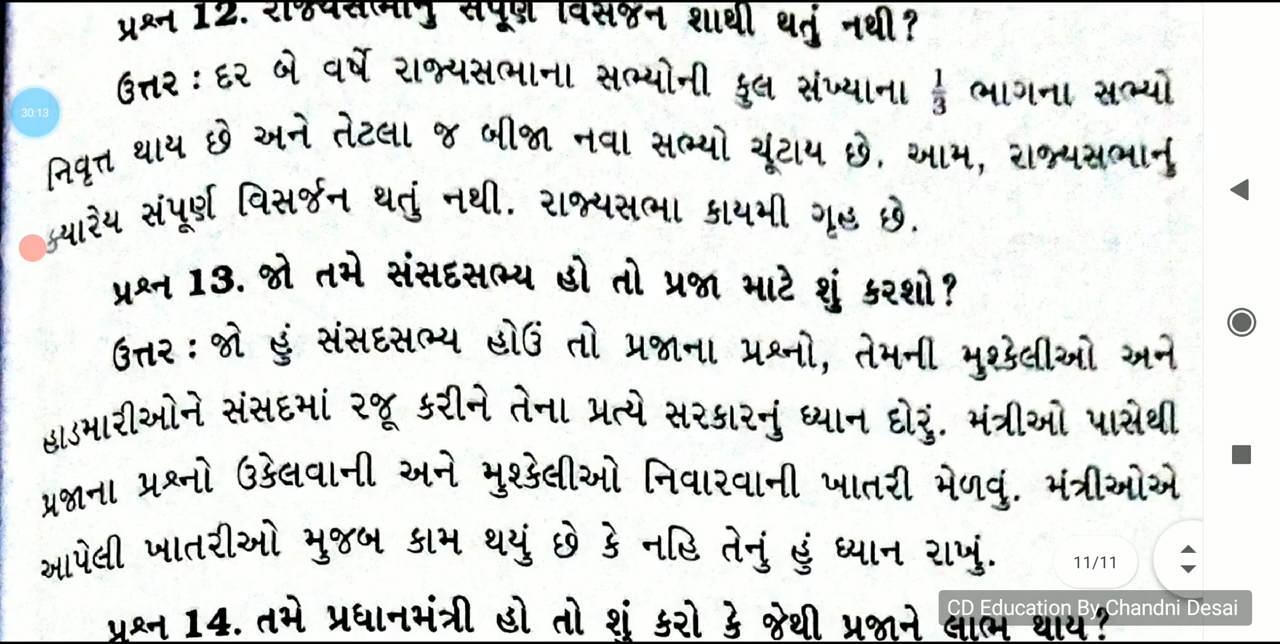 પ્રશ્ન 12. રાજ્યસભાનું સંપૂર્ણ વિસર્જન શાથી થતું નથી?
ઉત્તર : દર બે વર્ષે રાજ્યસભાના સભ્યોની કુલ સંખ્યાના 1/3 ભાગના સભ્યો
30:13
નિવૃત્ત થાય છે અને તેટલા જ બીજા નવા સભ્યો ચૂંટાય છે. આમ, રાજ્યસભાનું
ક્યારેય સંપૂર્ણ વિસર્જન થતું નથી. રાજ્યસભા કાયમી ગૃહ છે.
પ્રશ્ન 13. જો તમે સંસદસભ્ય હો તો પ્રજા માટે શું કરશો?
ઉત્તર : જો હું સંસદસભ્ય હોઉં તો પ્રજાના પ્રશ્નો, તેમની મુશ્કેલીઓ અને
હાડમારીઓને સંસદમાં રજૂ કરીને તેના પ્રત્યે સરકારનું ધ્યાન દોરું. મંત્રીઓ પાસેથી
પ્રજાના પ્રશ્નો ઉકેલવાની અને મુશ્કેલીઓ નિવારવાની ખાતરી મેળવું. મંત્રીઓએ
આપેલી ખાતરીઓ મુજબ કામ થયું છે કે નહિ તેનું હું ધ્યાન રાખું.
11/11
CD Education By Chandni Desai
પ્રશ્ન 14. તમે પ્રધાનમંત્રી હો તો શું કરો કે જેથી પ્રજાને લાભ થાય?